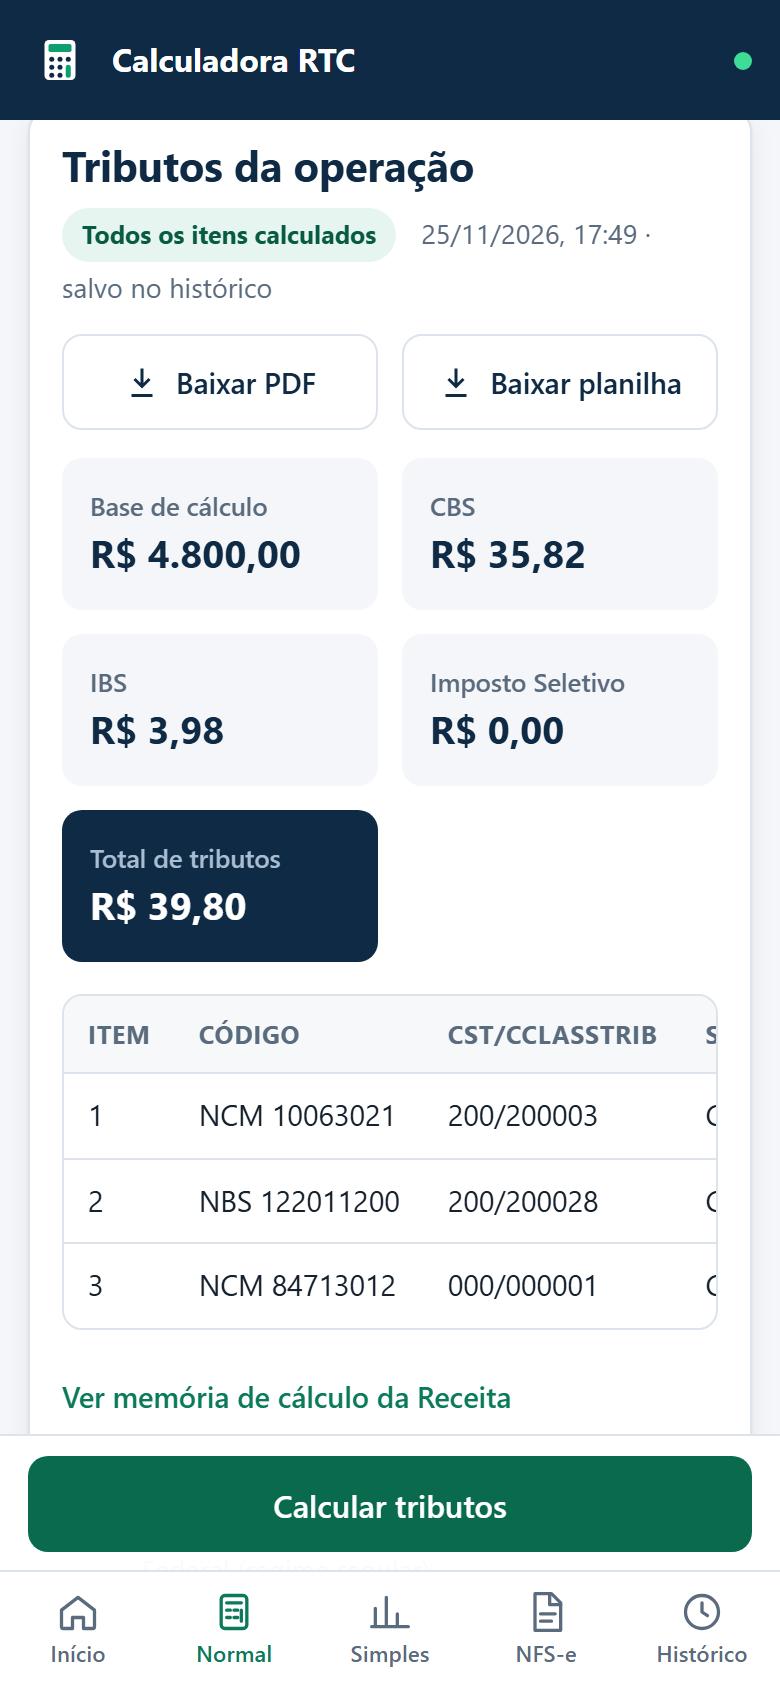 Calculadora RTC
Tributos da operação
Todos os itens calculados 25/11/2026, 17:49 ·
salvo no histórico
Baixar PDF
Baixar planilha
Base de cálculo
R$ 4.800,00
CBS
R$ 35,82
IBS
R$ 3,98
Imposto Seletivo
R$ 0,00
Total de tributos
R$ 39,80
ITEM CÓDIGO CST/CCLASSTRIB
1 NCM 10063021 200/200003
2 NBS 122011200 200/200028
3 NCM 84713012 000/000001
Ver memória de cálculo da Receita
Calcular tributos
Início
Normal
Simples
NFS-e
Histórico